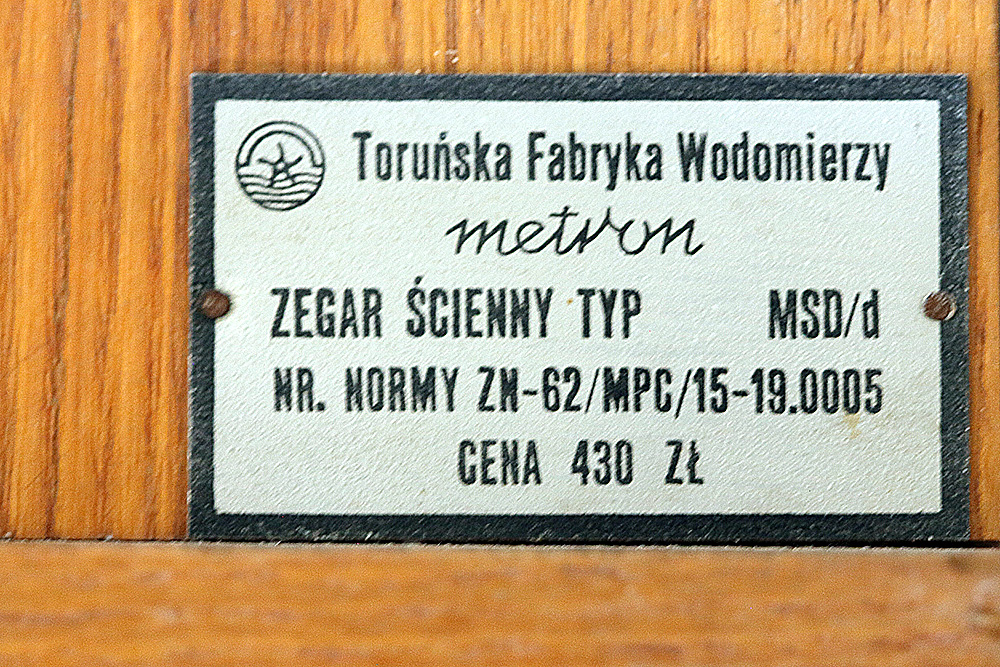 Toruńska Fabryka Wodomierzy
metron
ZEGAR ŚCIENNY TYP MSD/d
NR. NORMY ZN-62/MPC/15-19.0005
CENA 430 ZŁ